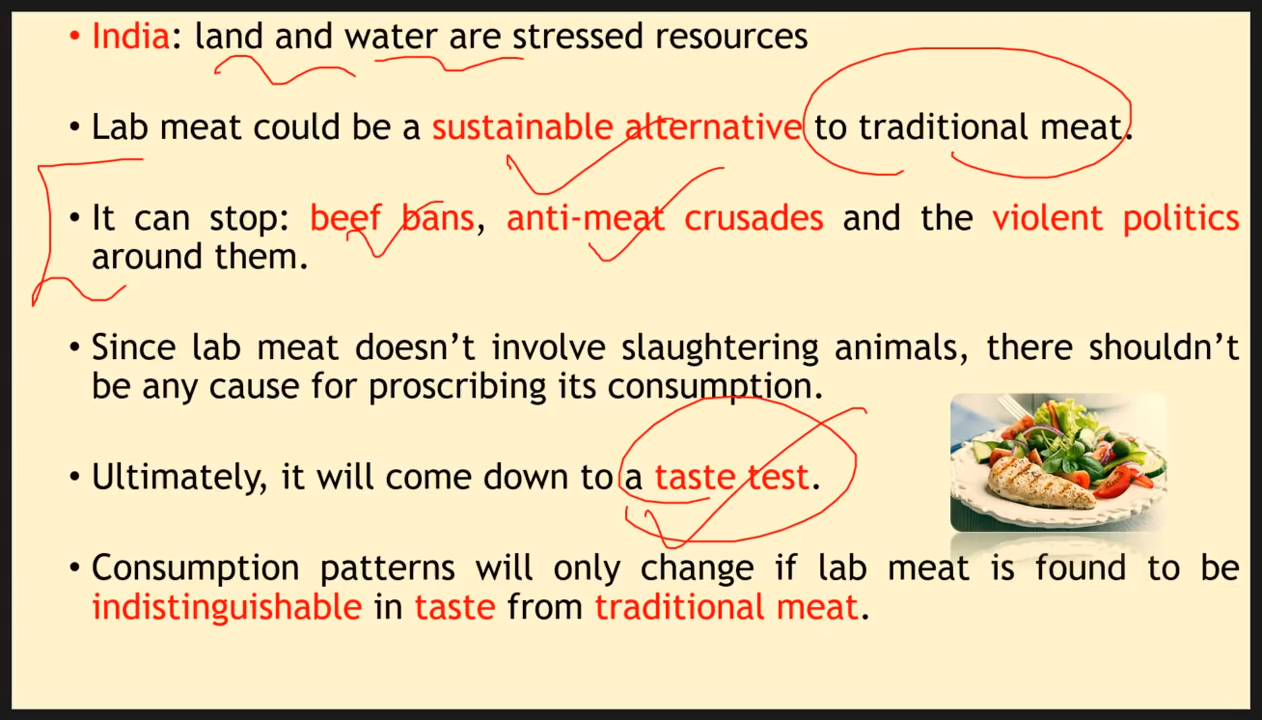 • India: land and water are stressed resources
• Lab meat could be a sustainable alternative to traditional meat.
• It can stop: beef bans, anti-meat crusades and the violent politics
around them.
• Since lab meat doesn't involve slaughtering animals, there shouldn't
be any cause for proscribing its consumption.
• Ultimately, it will come down to a taste test.
• Consumption patterns will only change if lab meat is found to be
indistinguishable in taste from traditional meat.